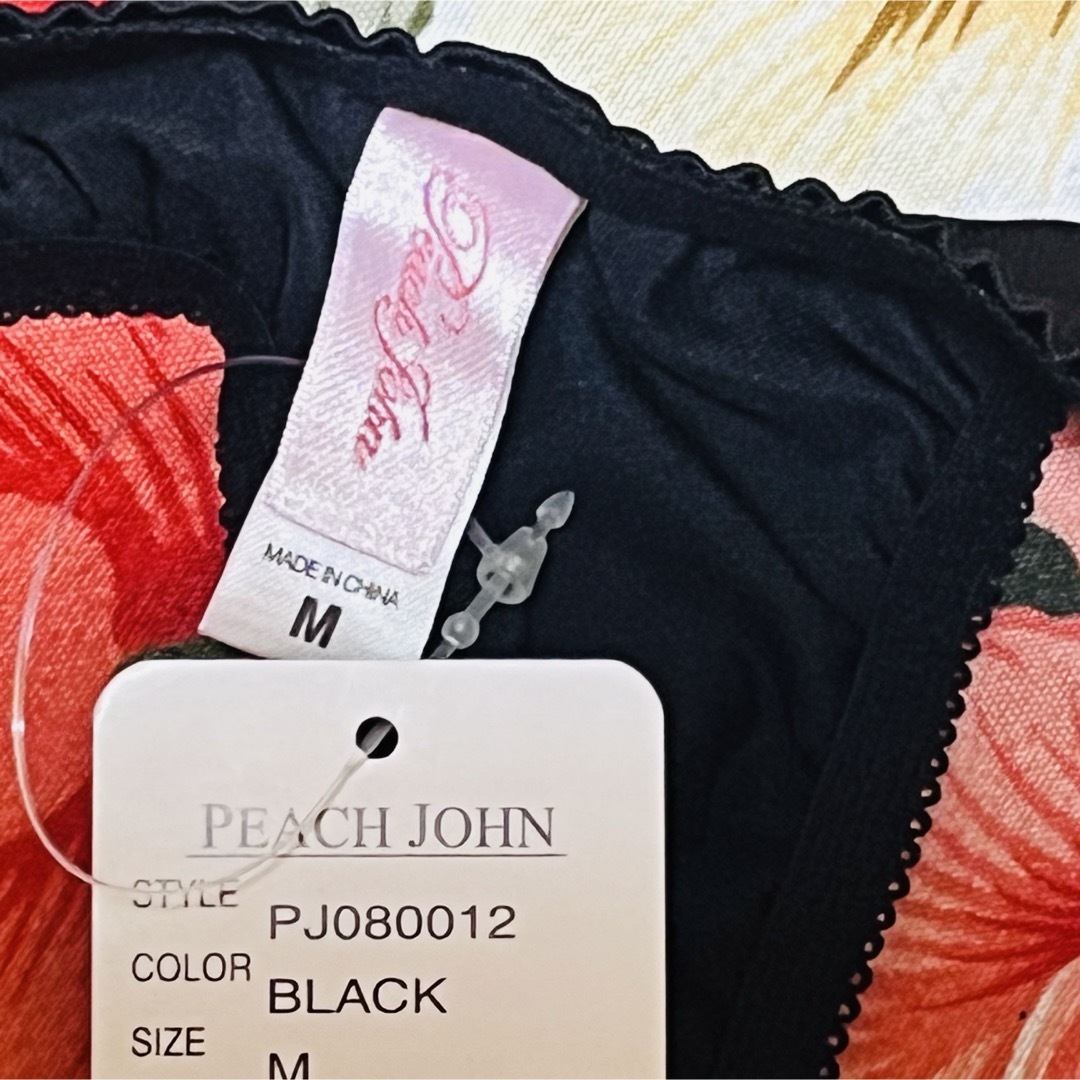 Peach John
MADE IN CHINA
M
PEACH JOHN
STYLE PJ080012
COLOR BLACK
SIZE M